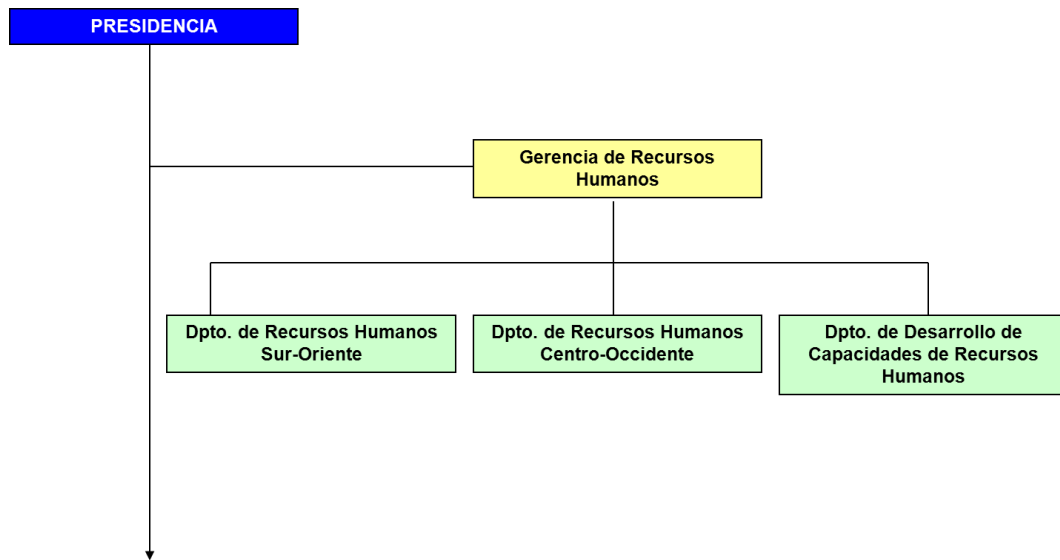 PRESIDENCIA
Gerencia de Recursos
Humanos
Dpto. de Recursos Humanos
Sur-Oriente
Dpto. de Recursos Humanos
Centro-Occidente
Dpto. de Desarrollo de
Capacidades de Recursos
Humanos